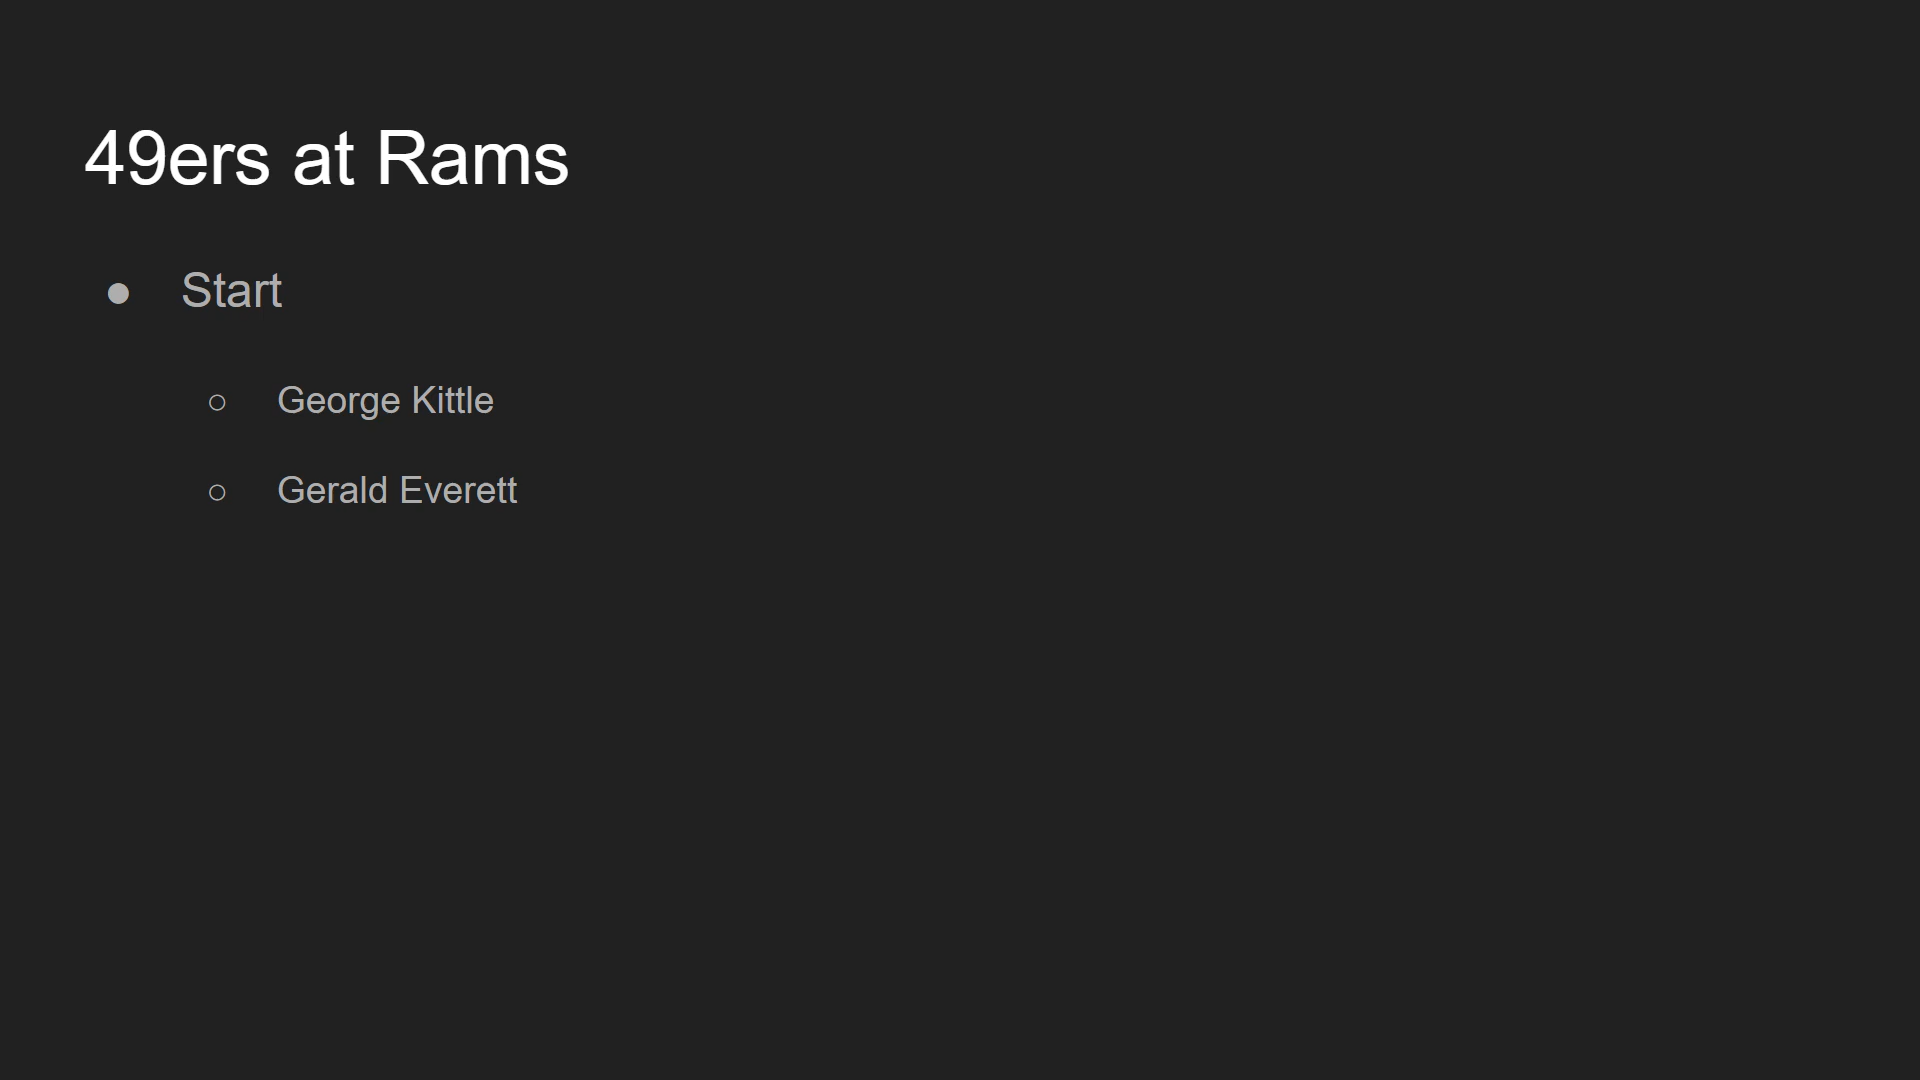 49ers at Rams
● Start
○ George Kittle
○ Gerald Everett